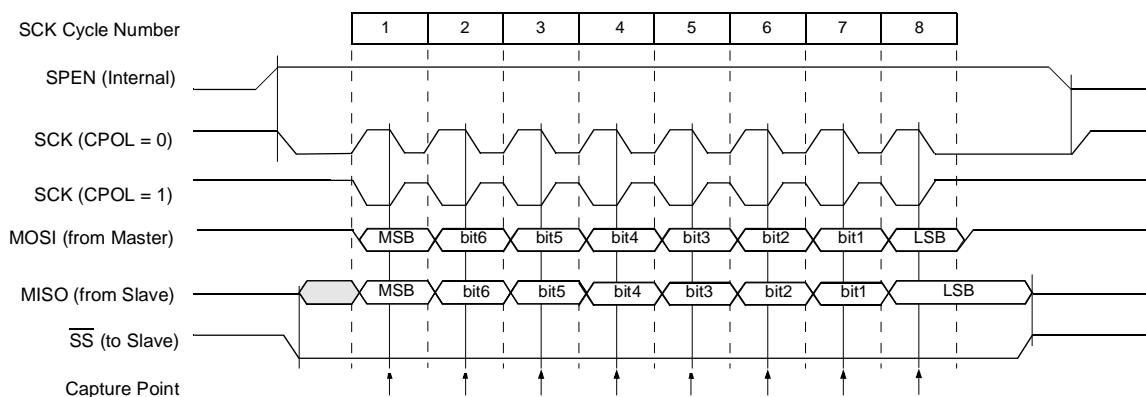 SCK Cycle Number 1 2 3 4 5 6 7 8
SPEN (Internal)
SCK (CPOL = 0)
SCK (CPOL = 1)
MOSI (from Master) MSB bit6 bit5 bit4 bit3 bit2 bit1 LSB
MISO (from Slave) MSB bit6 bit5 bit4 bit3 bit2 bit1 LSB
SS (to Slave)
Capture Point